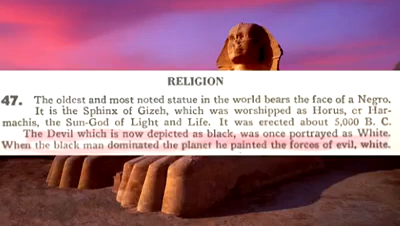 RELIGION
47. The oldest and most noted statue in the world bears the face of a Negro.
It is the Sphinx of Gizeh, which was worshipped as Horus, or Har-
machis, the Sun-God of Light and Life. It was erected about 5,000 B. C.
The Devil which is now depicted as black, was once portrayed as White.
When the black man dominated the planet he painted the forces of evil, white.